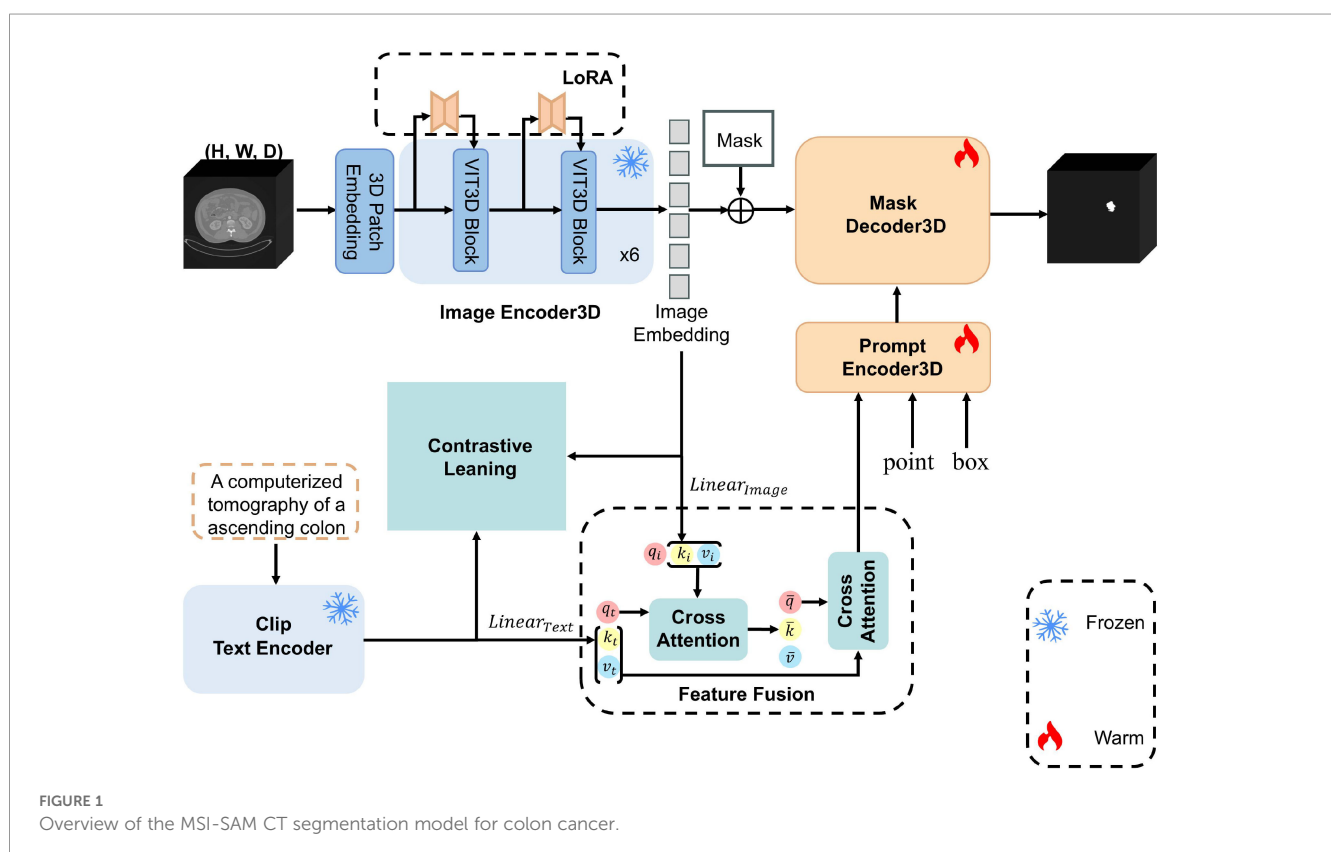 LoRA
(H, W, D)
3D Patch
Embedding
VIT3D Block
VIT3D Block
x6
Image Encoder3D
Image
Embedding
Mask
Mask
Decoder3D
Prompt
Encoder3D
point
box
Contrastive
Leaning
A computerized
tomography of a
ascending colon
Clip
Text Encoder
Linear_Image
Linear_Text
q_i k_i v_i
q_t
k_t
v_t
Cross
Attention
q̄
k̄
v̄
Cross
Attention
Feature Fusion
Frozen
Warm
FIGURE 1
Overview of the MSI-SAM CT segmentation model for colon cancer.